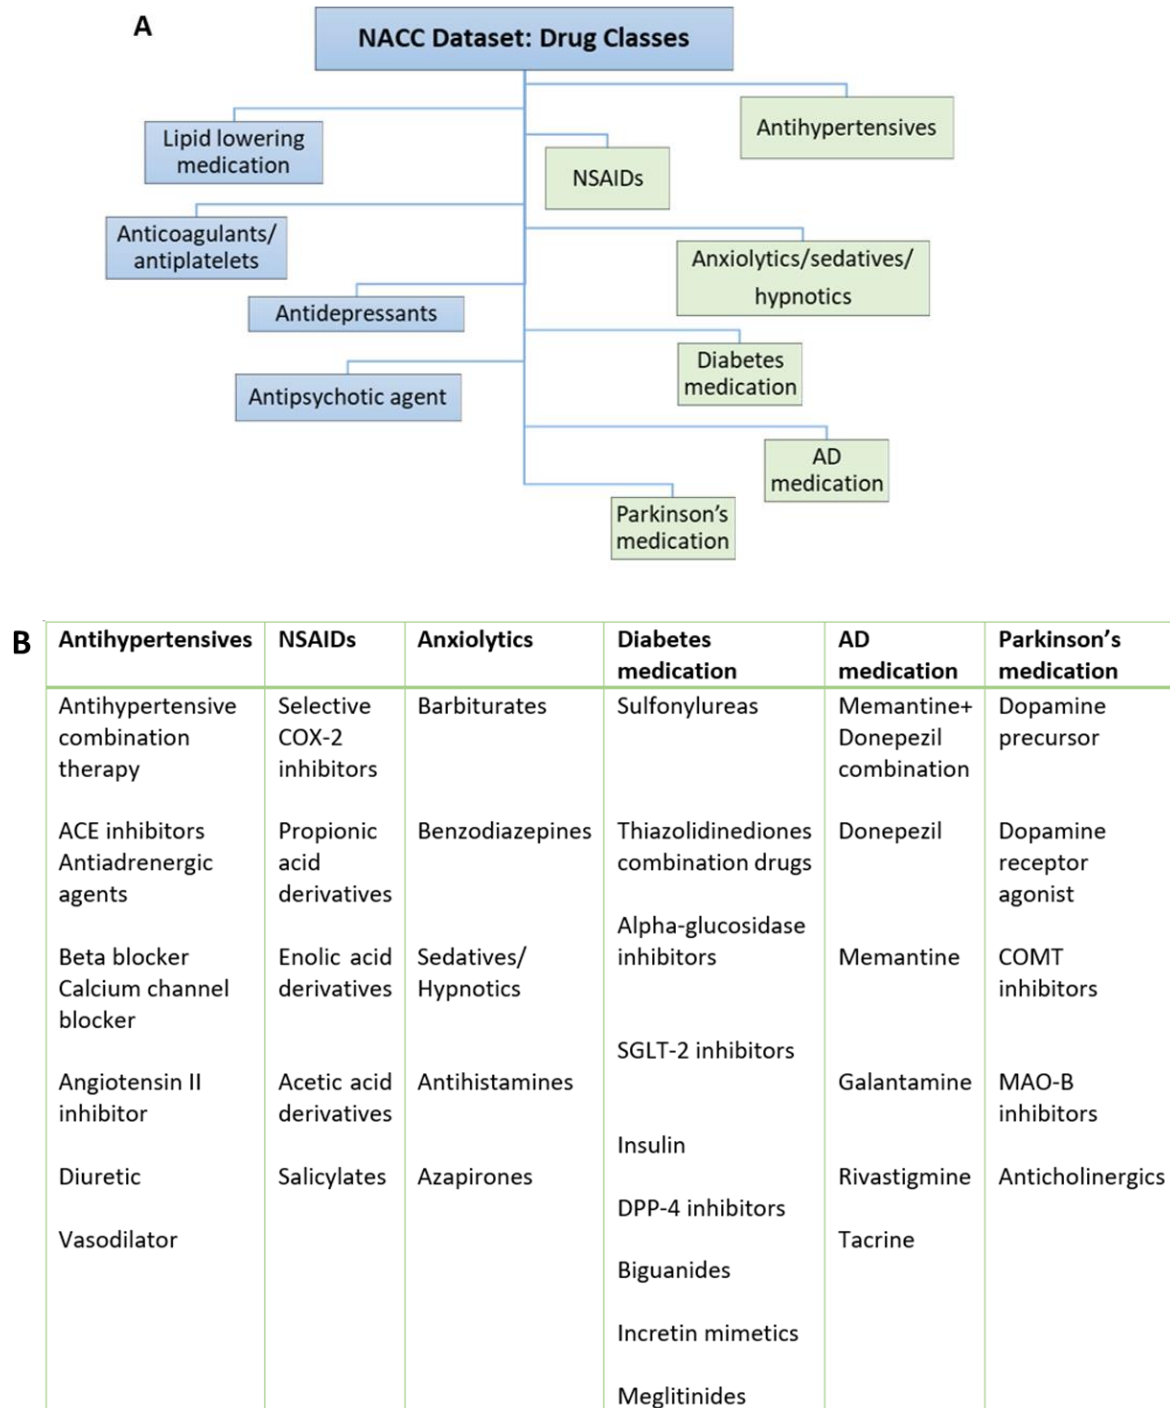 A
NACC Dataset: Drug Classes
Lipid lowering
medication
Antihypertensives
NSAIDs
Anticoagulants/
antiplatelets
Anxiolytics/sedatives/
hypnotics
Antidepressants
Diabetes
medication
Antipsychotic agent
AD
medication
Parkinson’s
medication
B
Antihypertensives
NSAIDs
Anxiolytics
Diabetes
medication
AD
medication
Parkinson’s
medication
Antihypertensive
combination
therapy
Selective
COX-2
inhibitors
Barbiturates
Sulfonylureas
Memantine+
Donepezil
combination
Dopamine
precursor
ACE inhibitors
Antiadrenergic
agents
Propionic
acid
derivatives
Benzodiazepines
Thiazolidinediones
combination drugs
Donepezil
Dopamine
receptor
agonist
Beta blocker
Calcium channel
blocker
Enolic acid
derivatives
Sedatives/
Hypnotics
Alpha-glucosidase
inhibitors
Memantine
COMT
inhibitors
SGLT-2 inhibitors
Angiotensin II
inhibitor
Acetic acid
derivatives
Antihistamines
Insulin
Galantamine
MAO-B
inhibitors
Diuretic
Salicylates
Azapirones
DPP-4 inhibitors
Rivastigmine
Anticholinergics
Vasodilator
Biguanides
Tacrine
Incretin mimetics
Meglitinides